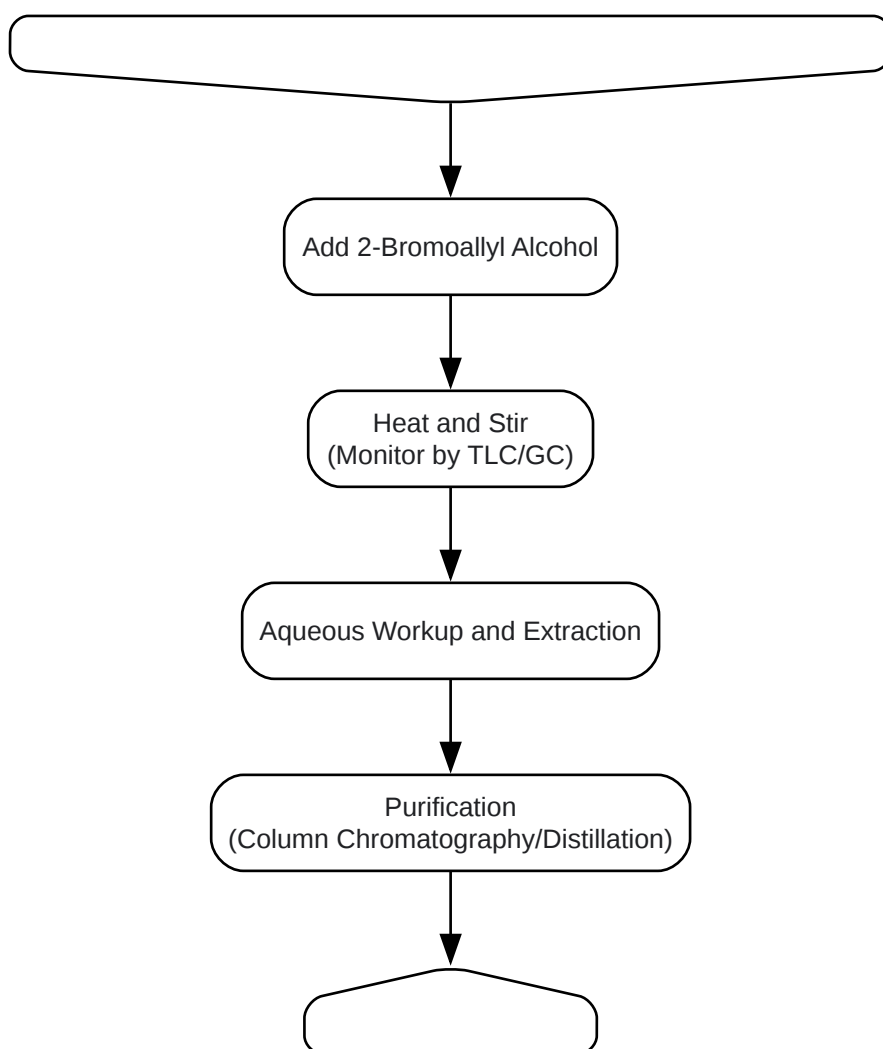 Add 2-Bromoallyl Alcohol
Heat and Stir
(Monitor by TLC/GC)
Aqueous Workup and Extraction
Purification
(Column Chromatography/Distillation)